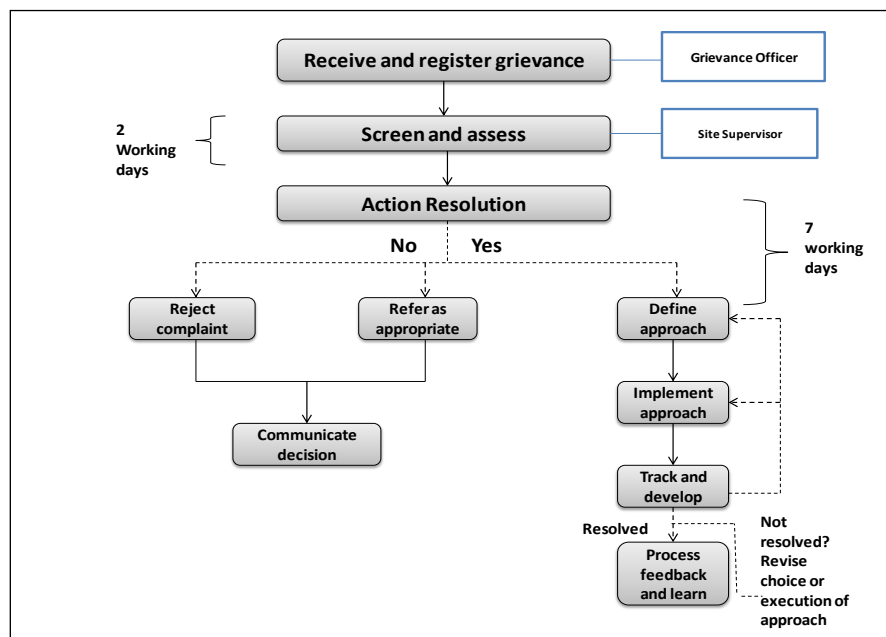 Receive and register grievance
Grievance Officer
2
Working
days
Screen and assess
Site Supervisor
Action Resolution
7
working
days
No
Yes
Reject
complaint
Refer as
appropriate
Define
approach
Implement
approach
Communicate
decision
Track and
develop
Resolved
Not
resolved?
Revise
choice or
execution of
approach
Process
feedback
and learn